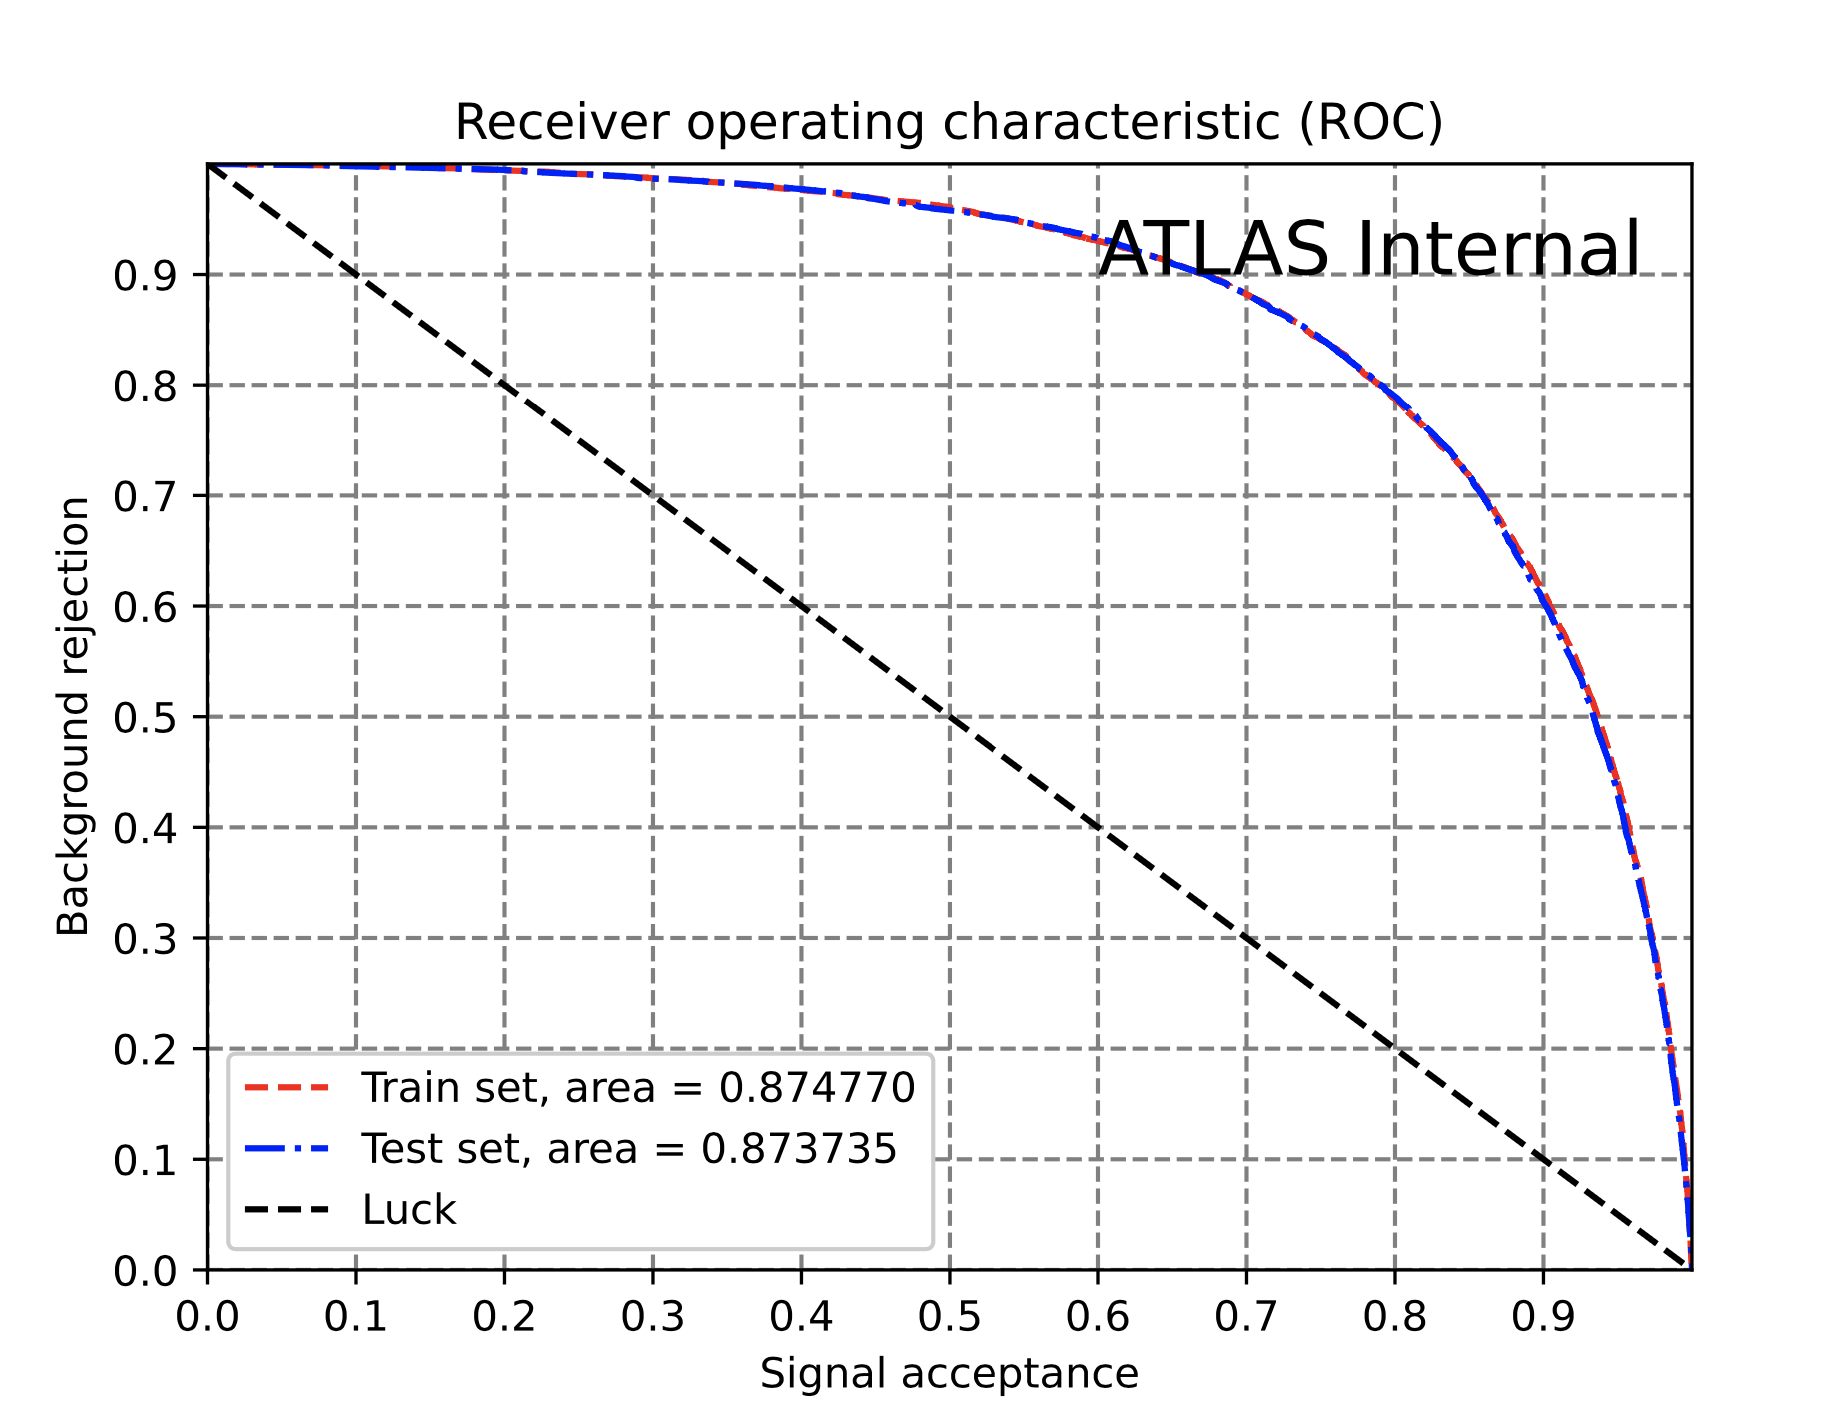 Receiver operating characteristic (ROC)
ATLAS Internal
Background rejection
0.9
0.8
0.7
0.6
0.5
0.4
0.3
0.2
0.1
0.0
Train set, area = 0.874770
Test set, area = 0.873735
Luck
0.0 0.1 0.2 0.3 0.4 0.5 0.6 0.7 0.8 0.9
Signal acceptance